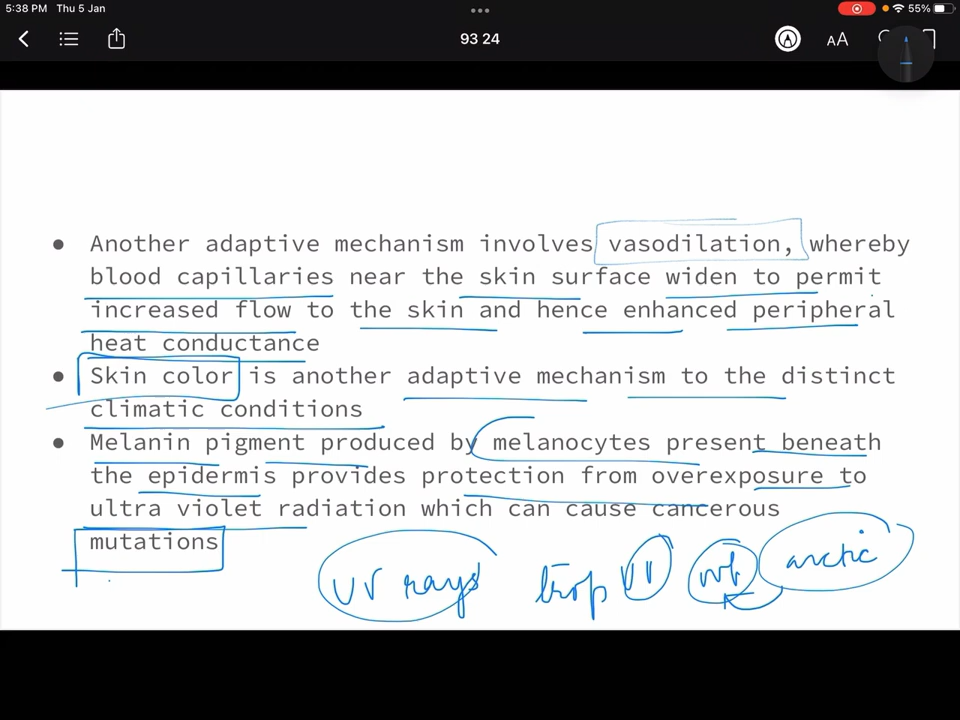 5:38 PM Thu 5 Jan
55%
93 24
AA
● Another adaptive mechanism involves vasodilation, whereby
blood capillaries near the skin surface widen to permit
increased flow to the skin and hence enhanced peripheral
heat conductance
● Skin color is another adaptive mechanism to the distinct
climatic conditions
● Melanin pigment produced by melanocytes present beneath
the epidermis provides protection from overexposure to
ultra violet radiation which can cause cancerous
mutations
UV rays trop UV arctic